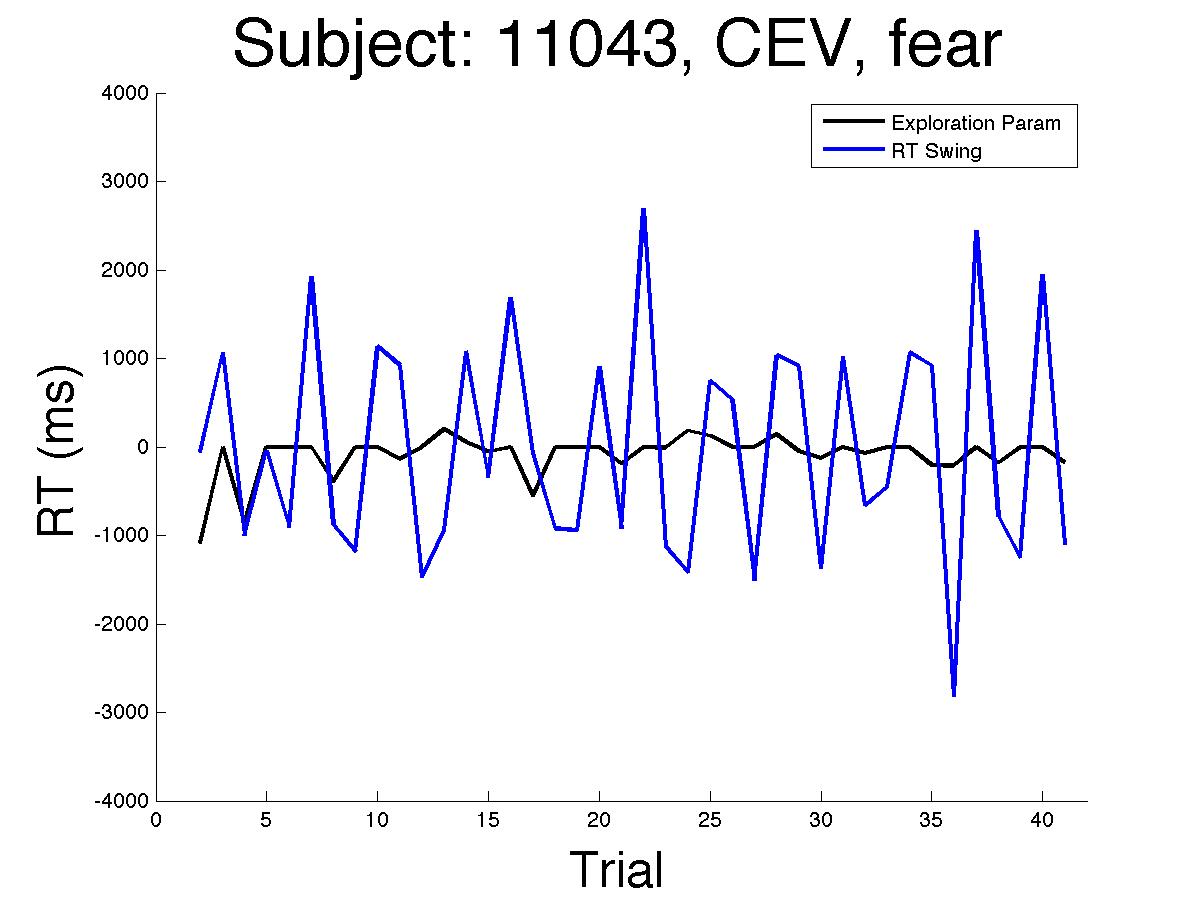 Subject: 11043, CEV, fear
4000
3000
2000
1000
0
-1000
-2000
-3000
-4000
RT (ms)
Exploration Param
RT Swing
0 5 10 15 20 25 30 35 40
Trial